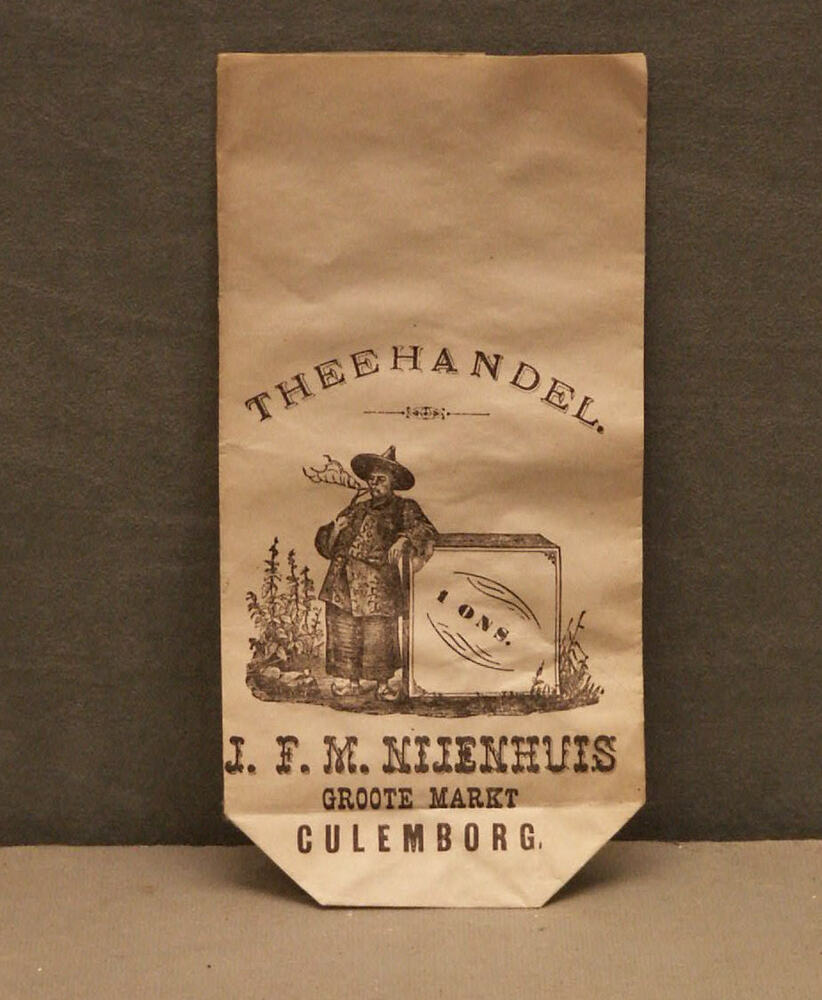 THEEHANDEL.
1 ONS.
J. F. M. NIJENHUIS
GROOTE MARKT
CULEMBORG.